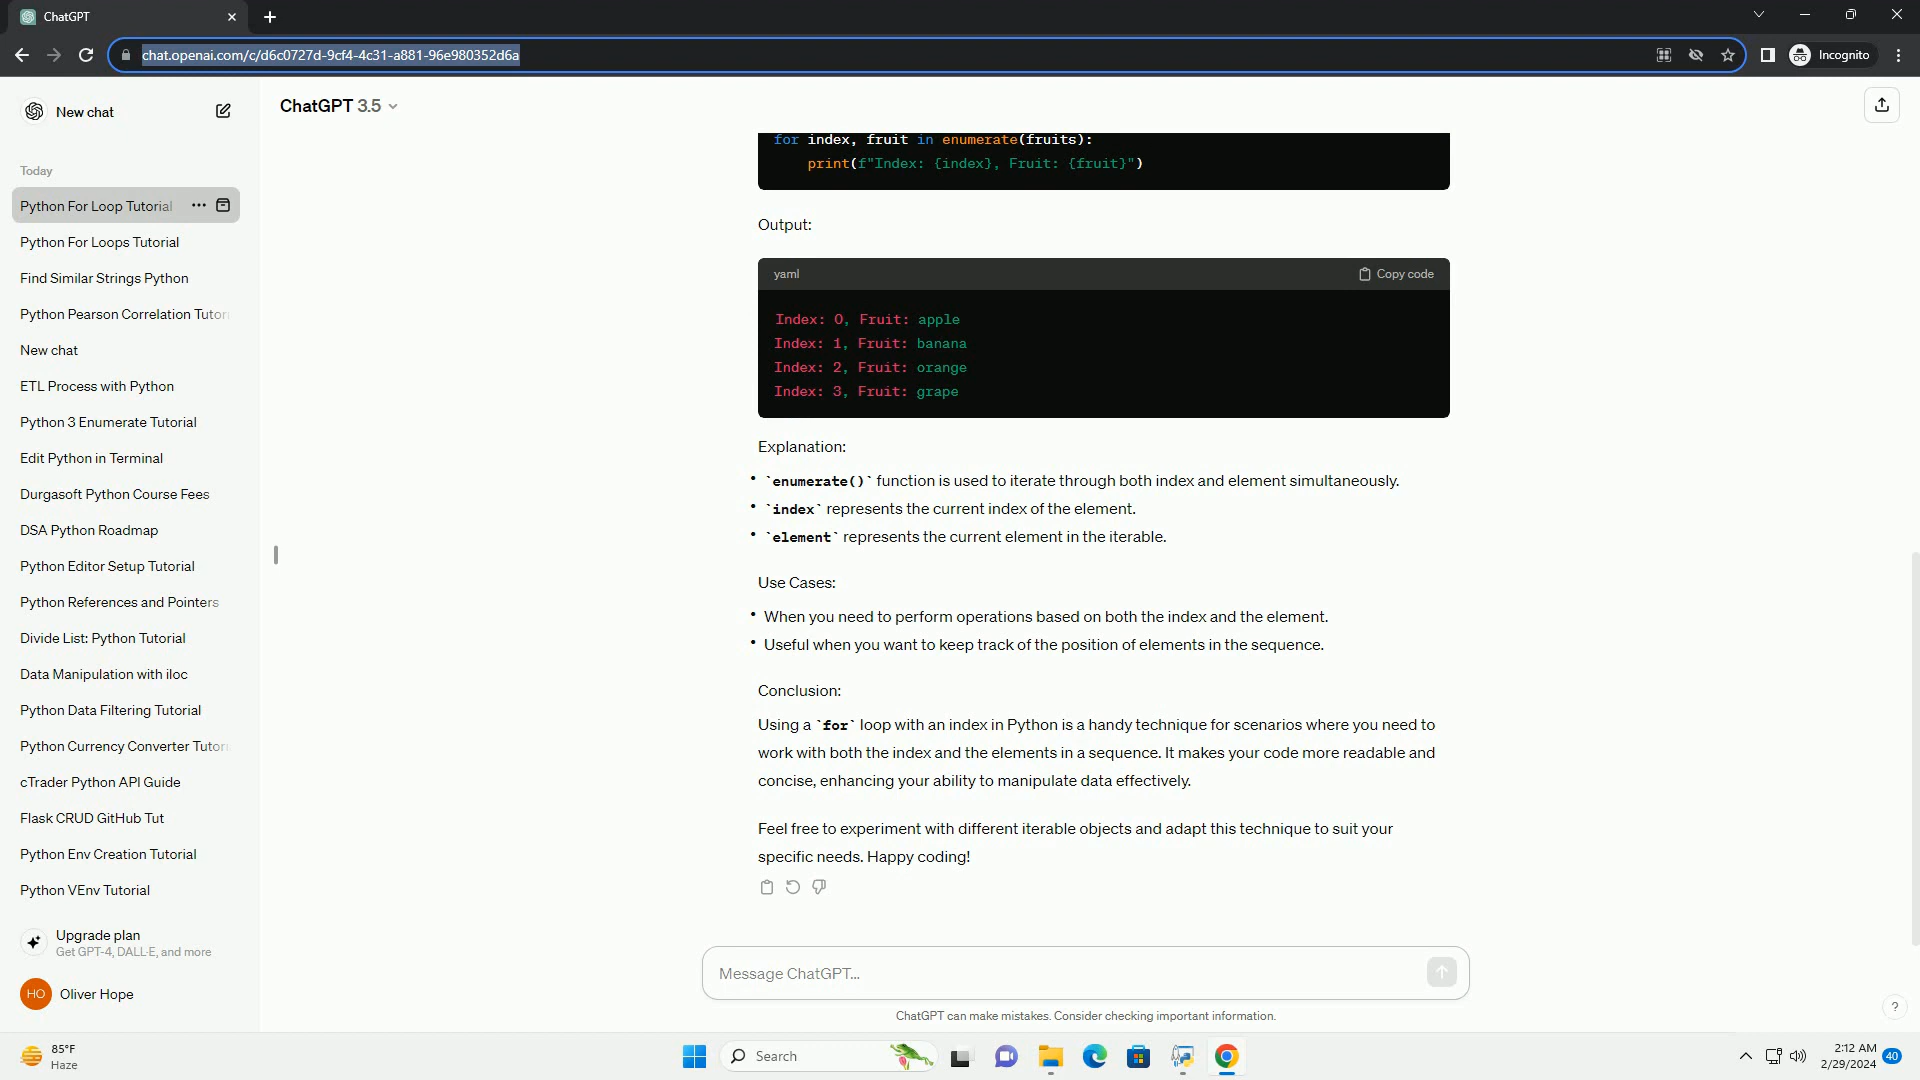 ChatGPT
chat.openai.com/c/d6c0727d-9cf4-4c31-a881-96e980352d6a
Incognito
New chat
ChatGPT 3.5
Today
Python For Loop Tutorial
Python For Loops Tutorial
Find Similar Strings Python
Python Pearson Correlation Tutori
New chat
ETL Process with Python
Python 3 Enumerate Tutorial
Edit Python in Terminal
Durgasoft Python Course Fees
DSA Python Roadmap
Python Editor Setup Tutorial
Python References and Pointers
Divide List: Python Tutorial
Data Manipulation with iloc
Python Data Filtering Tutorial
Python Currency Converter Tutori
cTrader Python API Guide
Flask CRUD GitHub Tut
Python Env Creation Tutorial
Python VEnv Tutorial
Upgrade plan
Get GPT-4, DALL·E, and more
HO
Oliver Hope
for index, fruit in enumerate(fruits):
print(f"Index: {index}, Fruit: {fruit}")
Output:
yaml
Copy code
Index: 0, Fruit: apple
Index: 1, Fruit: banana
Index: 2, Fruit: orange
Index: 3, Fruit: grape
Explanation:
• `enumerate()` function is used to iterate through both index and element simultaneously.
• `index` represents the current index of the element.
• `element` represents the current element in the iterable.
Use Cases:
• When you need to perform operations based on both the index and the element.
• Useful when you want to keep track of the position of elements in the sequence.
Conclusion:
Using a `for` loop with an index in Python is a handy technique for scenarios where you need to
work with both the index and the elements in a sequence. It makes your code more readable and
concise, enhancing your ability to manipulate data effectively.
Feel free to experiment with different iterable objects and adapt this technique to suit your
specific needs. Happy coding!
Message ChatGPT...
ChatGPT can make mistakes. Consider checking important information.
?
85°F
Haze
Search
2:12 AM
2/29/2024
40